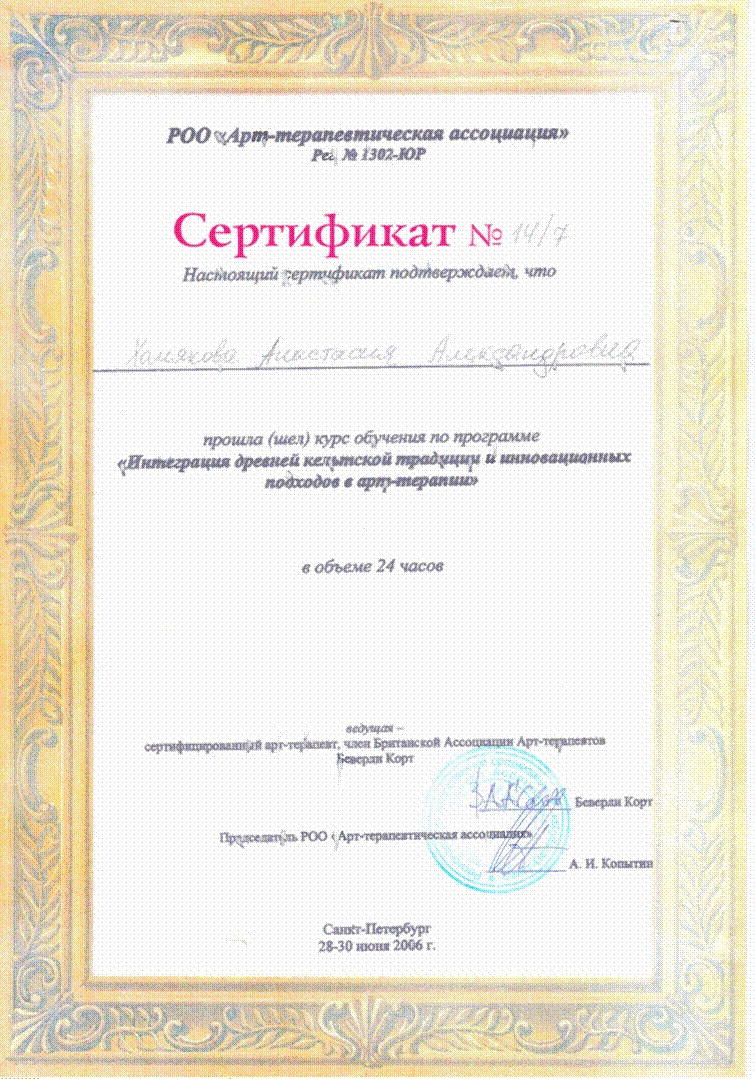 РОО «Арт-терапевтическая ассоциация»
Рег. № 1302-ЮР
Сертификат № 14/7
Настоящий сертификат подтверждает, что
Хомякова Анастасия Александровна
прошла (шел) курс обучения по программе
«Интеграция древней кельтской традиции и инновационных
подходов в арт-терапии»
в объеме 24 часов
ведущая –
сертифицированный арт-терапевт, член Британской Ассоциации Арт-терапевтов
Беверли Корт
Беверли Корт
Председатель РОО «Арт-терапевтическая ассоциация»
А. И. Копытин
Санкт-Петербург
28-30 июня 2006 г.